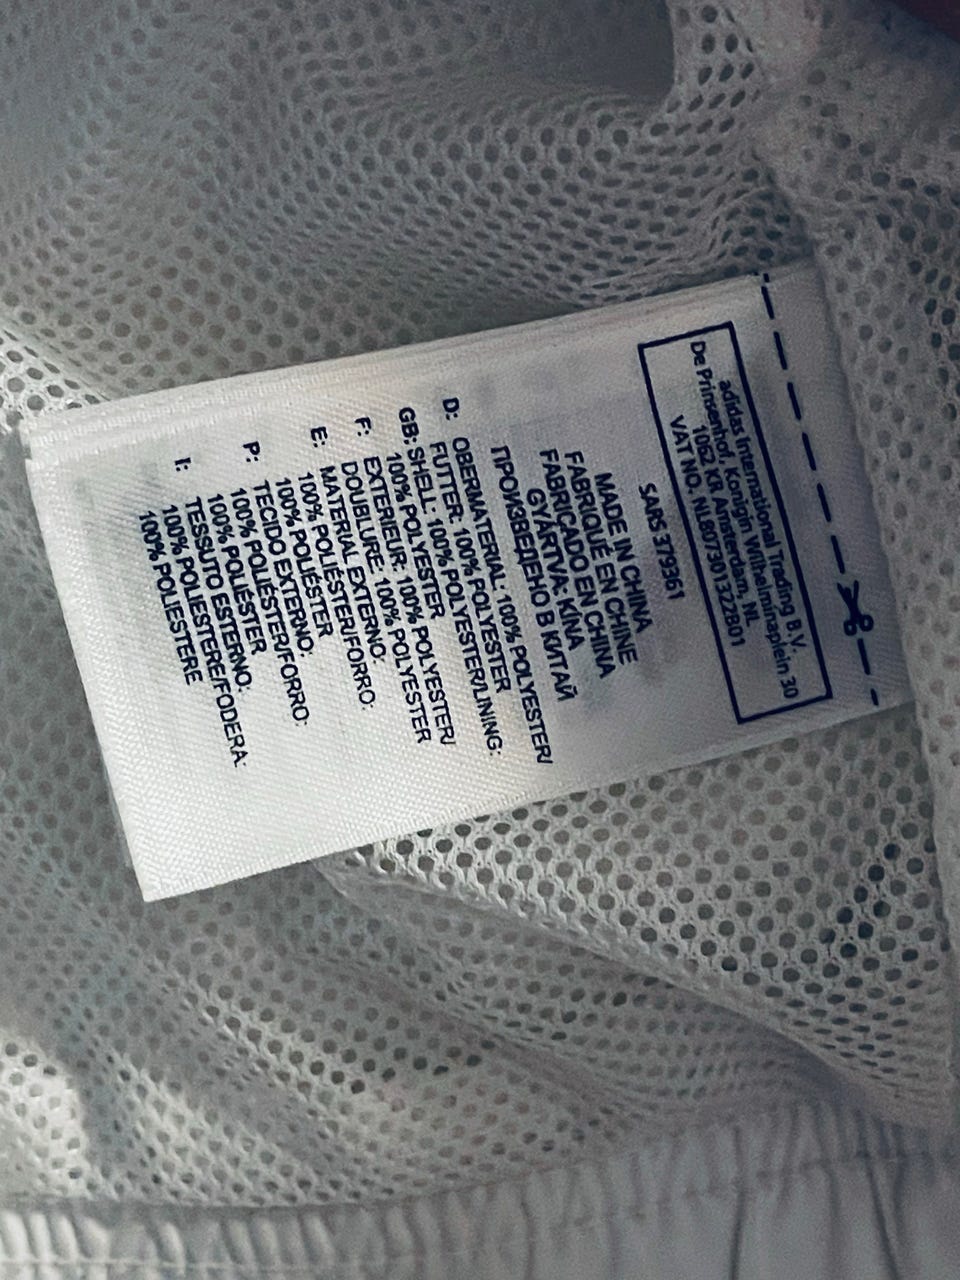 adidas International Trading B.V.
De Prinsenhof, Konigin Wilhelminaplein 30
1062 KR Amsterdam, NL
VAT NO. NL807301322B01
SABS 379361
MADE IN CHINA
FABRIQUÉ EN CHINE
FABRICADO EN CHINA
GYÁRTVA: KÍNA
ПРОИЗВЕДЕНО В КИТАЙ
D: OBERMATERIAL: 100% POLYESTER/
FUTTER: 100% POLYESTER
GB: SHELL: 100% POLYESTER/LINING:
100% POLYESTER
F: EXTERIEUR: 100% POLYESTER/
DOUBLURE: 100% POLYESTER
E: MATERIAL EXTERNO:
100% POLIÉSTER/FORRO:
100% POLIÉSTER
P: TECIDO EXTERNO:
100% POLIÉSTER/FORRO:
100% POLIÉSTER
I: TESSUTO ESTERNO:
100% POLIESTERE/FODERA:
100% POLIESTERE